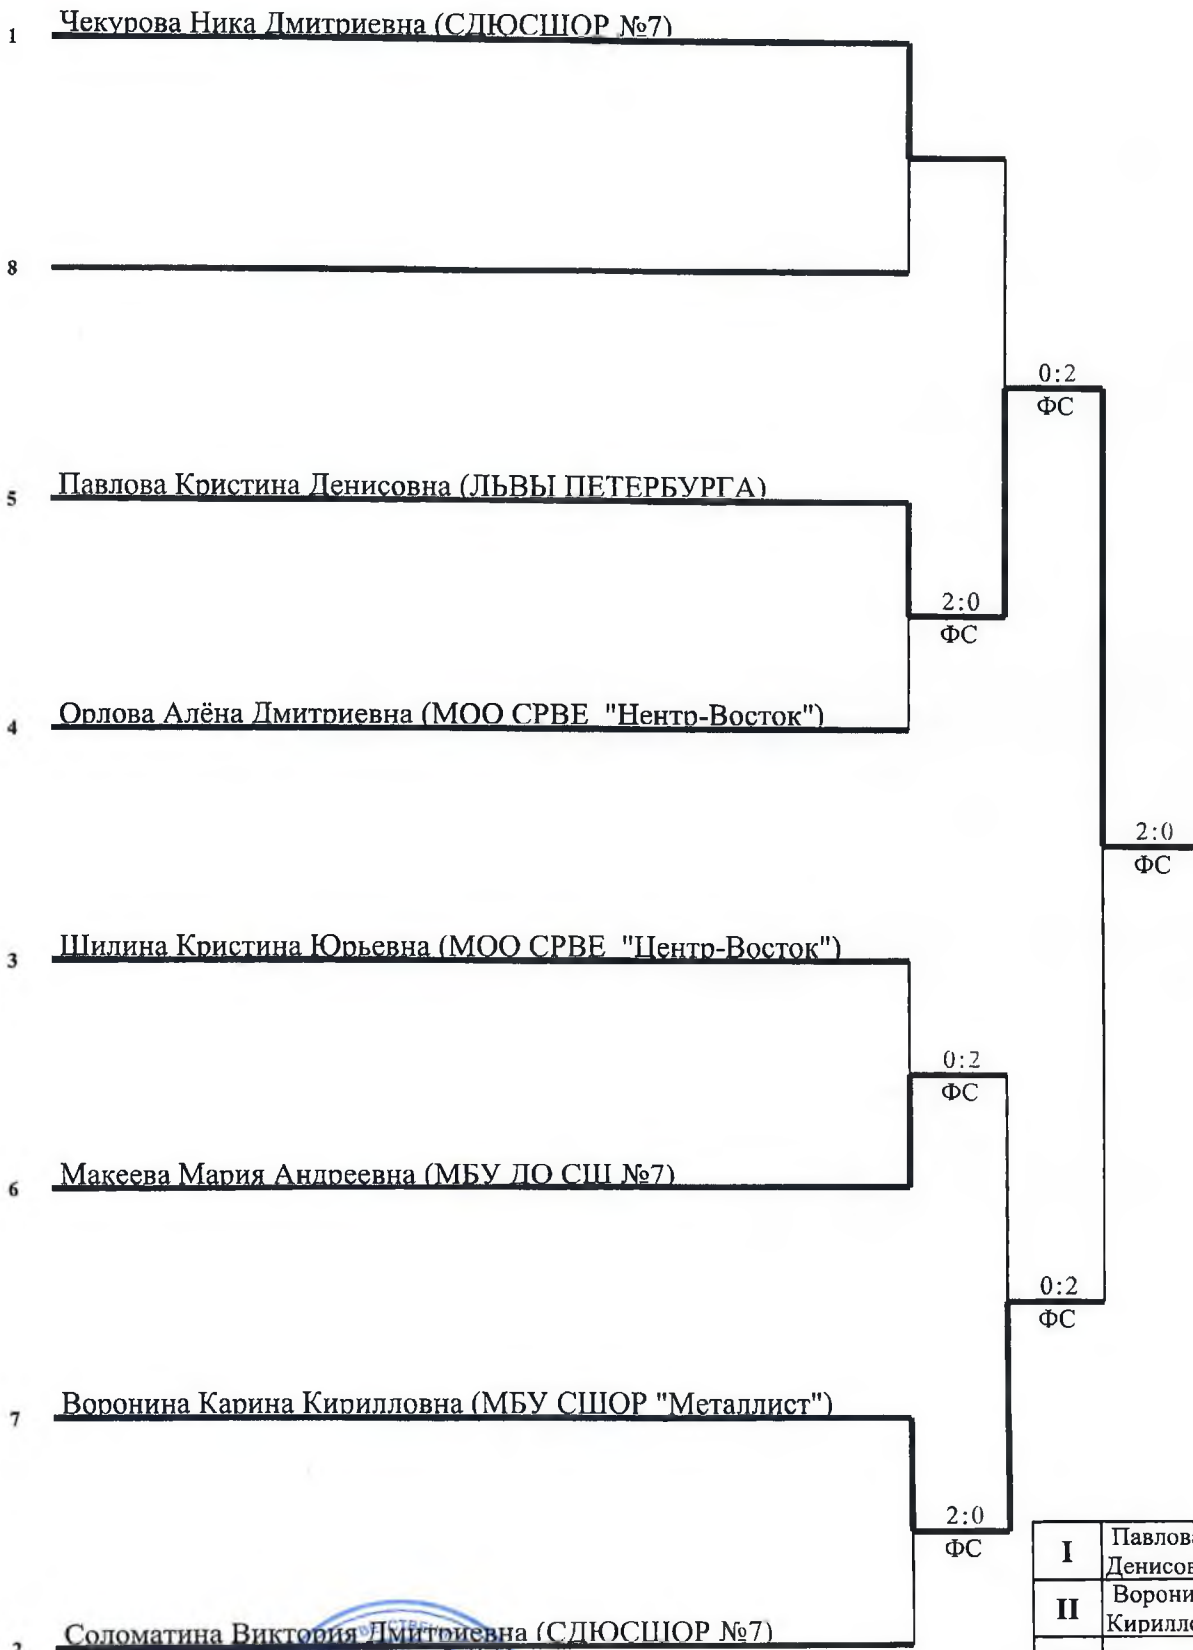 1 Чекурова Ника Дмитриевна (СДЮСШОР №7)
8
0:2
ФС
5 Павлова Кристина Денисовна (ЛЬВЫ ПЕТЕРБУРГА)
2:0
ФС
4 Орлова Алёна Дмитриевна (МОО СРВЕ "Нентр-Восток")
2:0
ФС
3 Шилина Кристина Юрьевна (МОО СРВЕ "Центр-Восток")
0:2
ФС
6 Макеева Мария Андреевна (МБУ ДО СШ №7)
0:2
ФС
7 Воронина Карина Кирилловна (МБУ СШОР "Металлист")
2:0
ФС
I Павлова
Денисов
II Ворони
Кирилло
Соломатина Виктория Дмитриевна (СДЮСШОР №7)